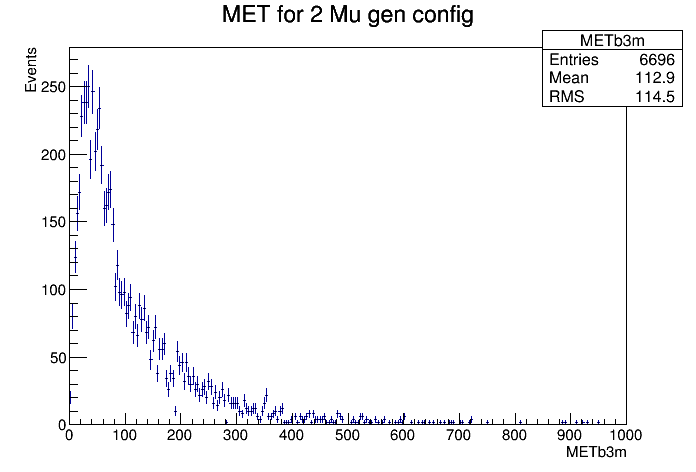 MET for 2 Mu gen config
METb3m
Entries 6696
Mean 112.9
RMS 114.5
Events
250
200
150
100
50
0
0 100 200 300 400 500 600 700 800 900 1000
METb3m